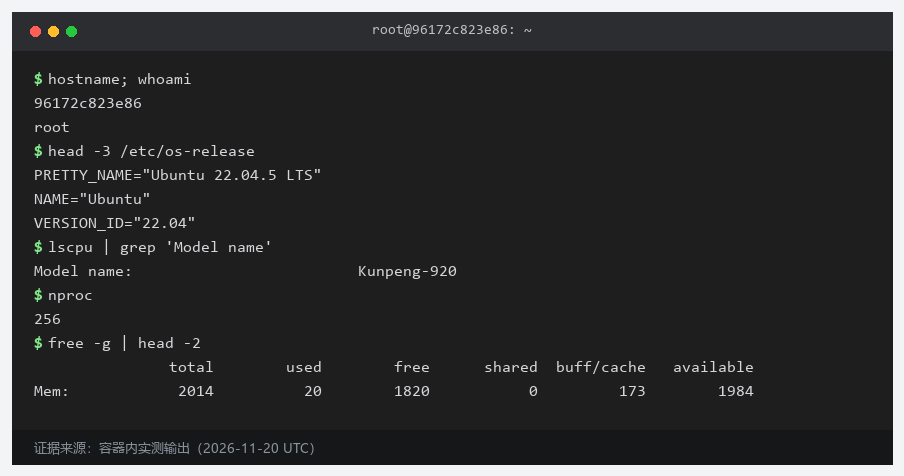 root@96172c823e86: ~
$ hostname; whoami
96172c823e86
root
$ head -3 /etc/os-release
PRETTY_NAME="Ubuntu 22.04.5 LTS"
NAME="Ubuntu"
VERSION_ID="22.04"
$ lscpu | grep 'Model name'
Model name:                         Kunpeng-920
$ nproc
256
$ free -g | head -2
               total        used        free      shared  buff/cache   available
Mem:            2014          20        1820           0         173        1984
证据来源：容器内实测输出（2026-11-20 UTC）